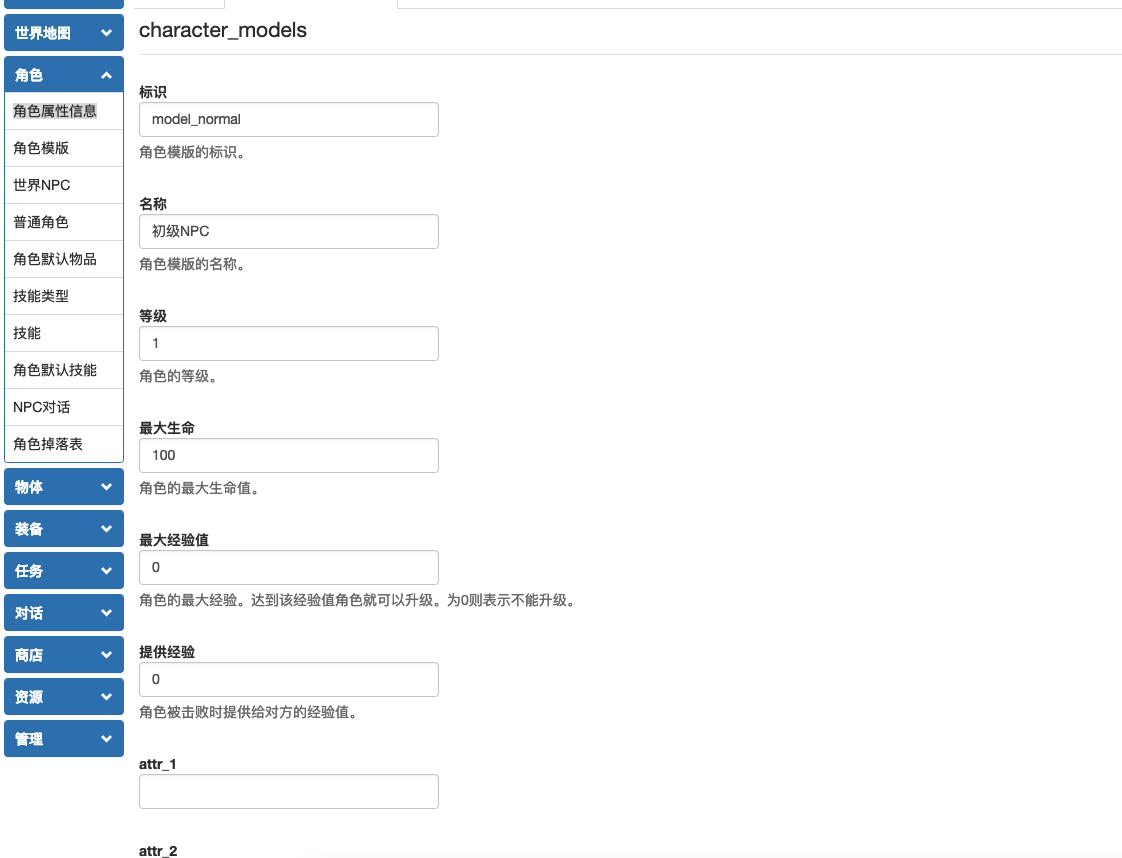 世界地图
角色
角色属性信息
角色模版
世界NPC
普通角色
角色默认物品
技能类型
技能
角色默认技能
NPC对话
角色掉落表
物体
装备
任务
对话
商店
资源
管理
character_models
标识
model_normal
角色模版的标识。
名称
初级NPC
角色模版的名称。
等级
1
角色的等级。
最大生命
100
角色的最大生命值。
最大经验值
0
角色的最大经验。达到该经验值角色就可以升级。为0则表示不能升级。
提供经验
0
角色被击败时提供给对方的经验值。
attr_1
attr_2